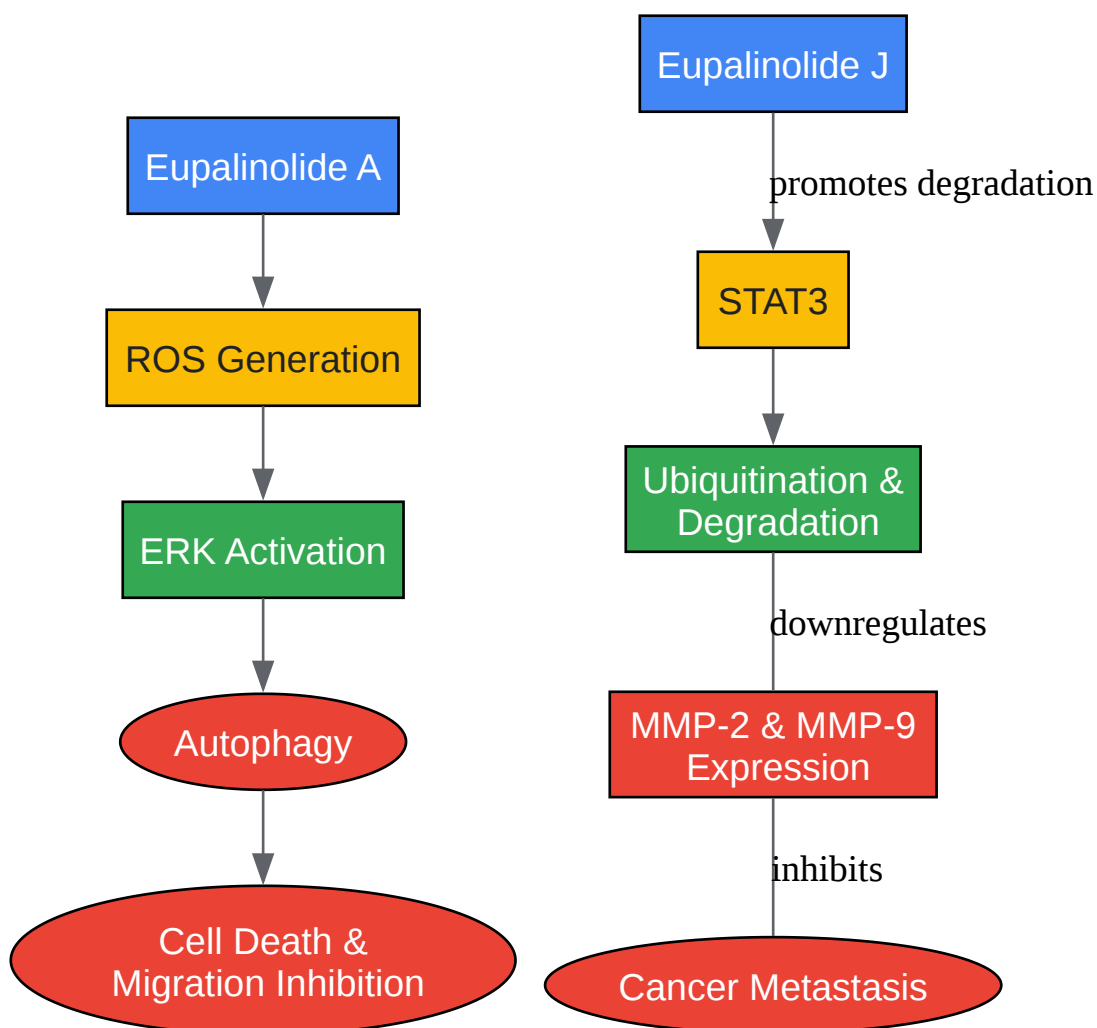 Eupalinolide A
ROS Generation
ERK Activation
Autophagy
Cell Death &
Migration Inhibition
Eupalinolide J
promotes degradation
STAT3
Ubiquitination &
Degradation
downregulates
MMP-2 & MMP-9
Expression
inhibits
Cancer Metastasis